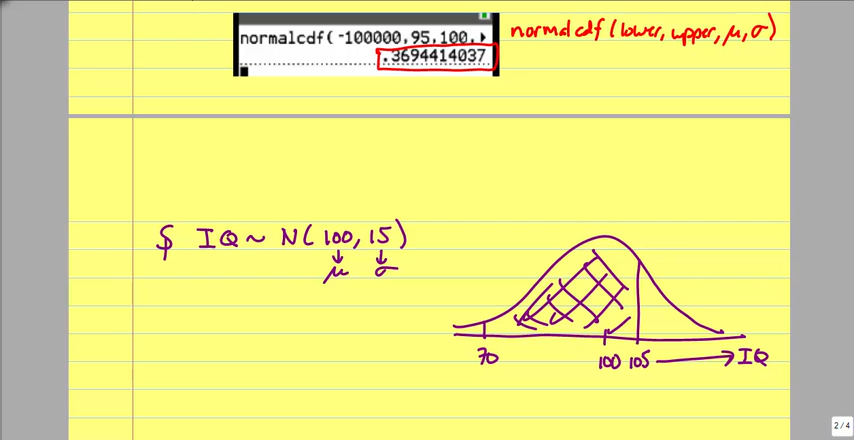 normalcdf(-100000,95,100,▸
.3694414037
normalcdf(lower, upper, μ, σ)
$ IQ ~ N(100, 15)
↓ ↓
μ σ
70 100 105 → IQ
2/4